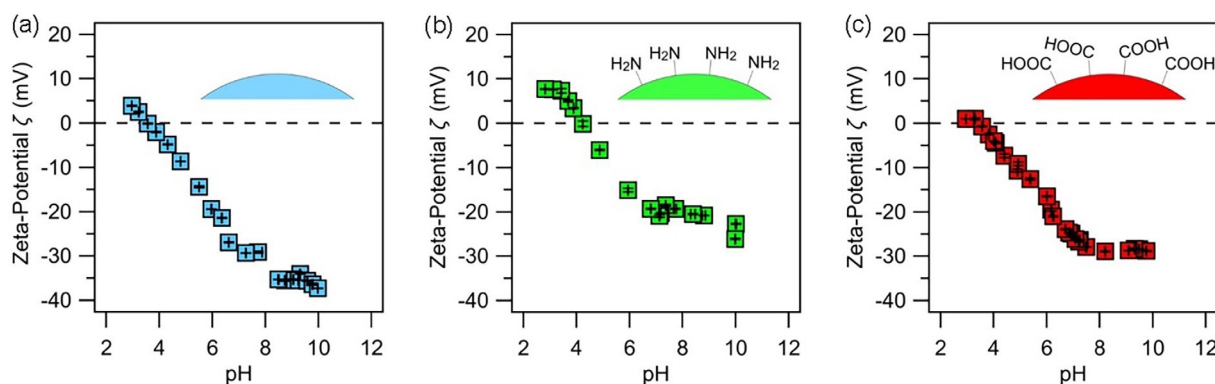 (a)
Zeta-Potential ζ (mV)
20
10
0
-10
-20
-30
-40
2 4 6 8 10 12
pH
(b)
H₂N H₂N NH₂ NH₂
Zeta-Potential ζ (mV)
20
10
0
-10
-20
-30
-40
2 4 6 8 10 12
pH
(c)
HOOC HOOC COOH COOH
Zeta-Potential ζ (mV)
20
10
0
-10
-20
-30
-40
2 4 6 8 10 12
pH